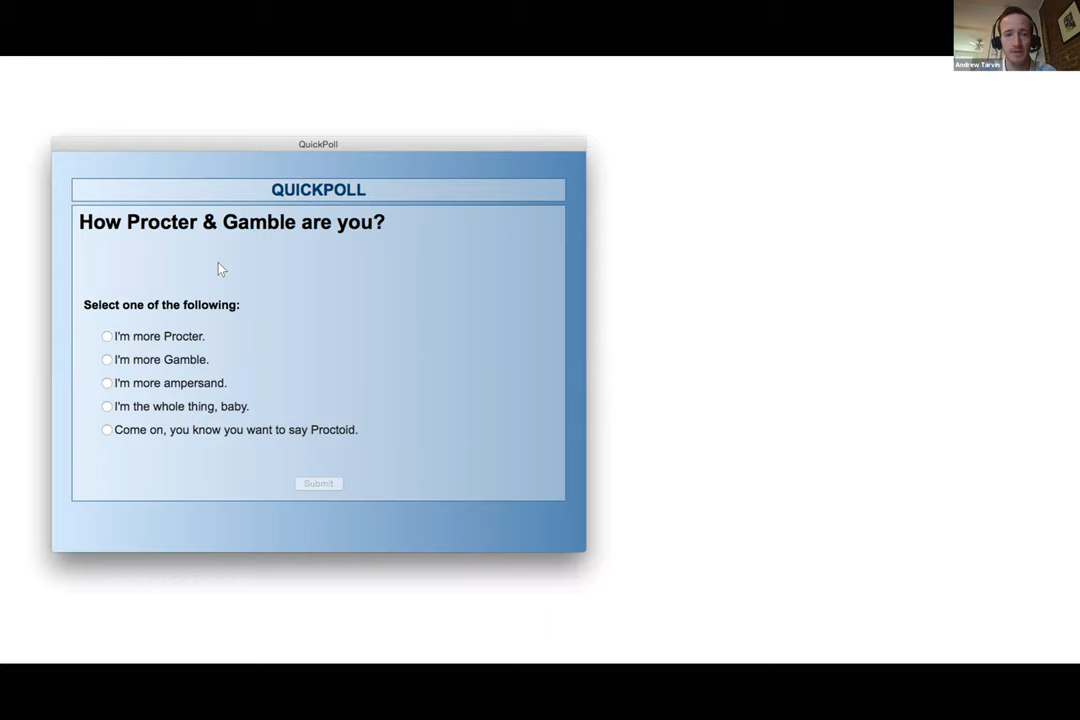 Andrew Tarvin
QuickPoll
QUICKPOLL
How Procter & Gamble are you?
Select one of the following:
I'm more Procter.
I'm more Gamble.
I'm more ampersand.
I'm the whole thing, baby.
Come on, you know you want to say Proctoid.
Submit